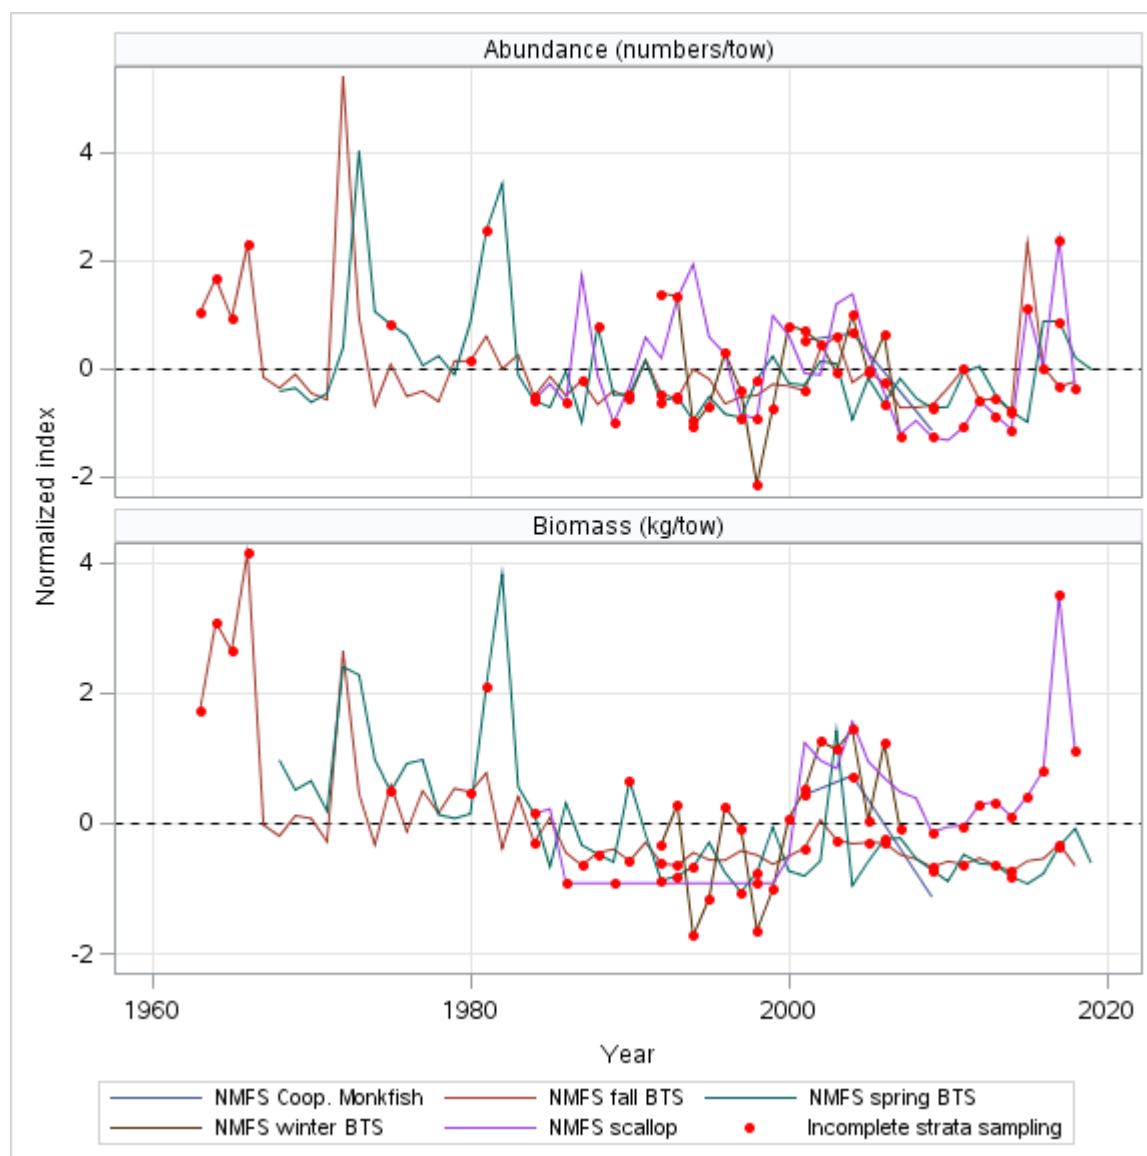 Abundance (numbers/tow)
4
2
0
-2
Normalized index
Biomass (kg/tow)
4
2
0
-2
1960 1980 2000 2020
Year
NMFS Coop. Monkfish NMFS fall BTS NMFS spring BTS
NMFS winter BTS NMFS scallop Incomplete strata sampling